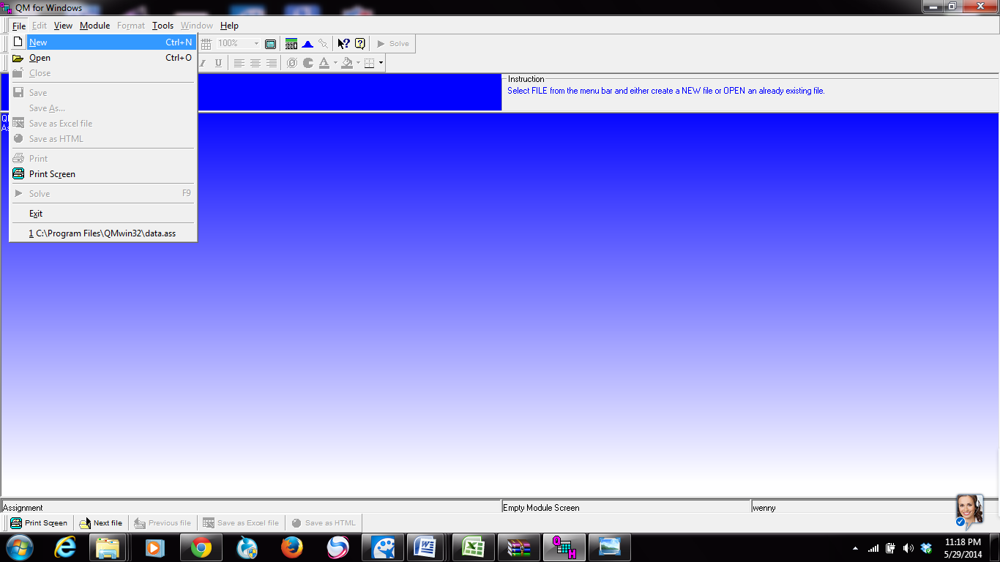 QM for Windows
File Edit View Module Format Tools Window Help
New Ctrl+N
100% Solve
Open Ctrl+O
I U A
Close
Instruction
Select FILE from the menu bar and either create a NEW file or OPEN an already existing file.
Save
Save As...
Save as Excel file
Save as HTML
Print
Print Screen
Solve F9
Exit
1 C:\Program Files\QMwin32\data.ass
Assignment Empty Module Screen wenny
Print Screen Next file Previous file Save as Excel file Save as HTML
11:18 PM
5/29/2014